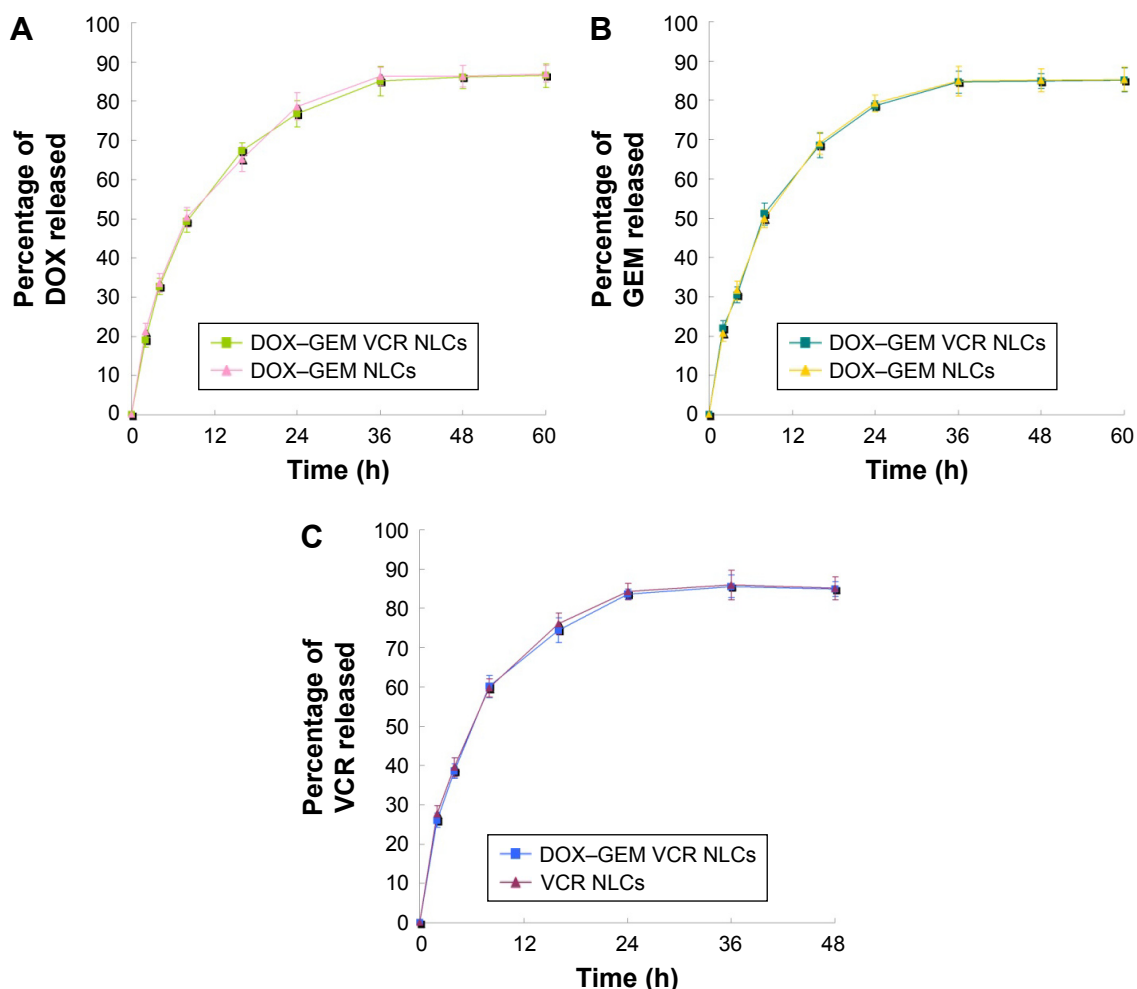 A
Percentage of
DOX released
100
90
80
70
60
50
40
30
20
10
0
DOX–GEM VCR NLCs
DOX–GEM NLCs
0 12 24 36 48 60
Time (h)
B
Percentage of
GEM released
100
90
80
70
60
50
40
30
20
10
0
DOX–GEM VCR NLCs
DOX–GEM NLCs
0 12 24 36 48 60
Time (h)
C
Percentage of
VCR released
100
90
80
70
60
50
40
30
20
10
0
DOX–GEM VCR NLCs
VCR NLCs
0 12 24 36 48
Time (h)